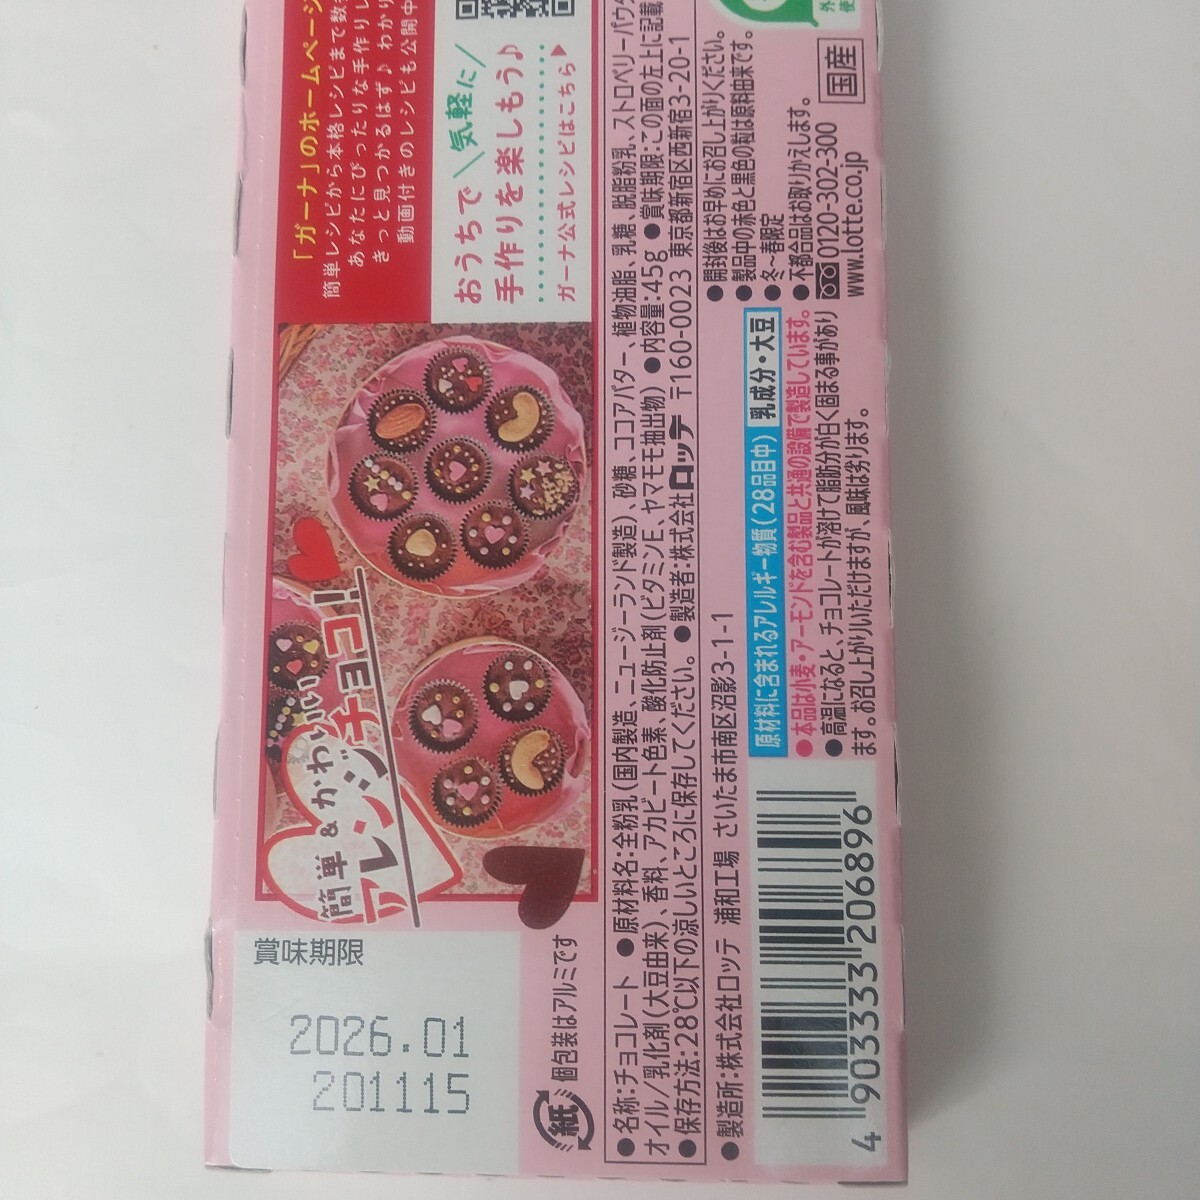 「ガーナ」のホームページ
簡単レシピから本格レシピまで数多
あなたにぴったりな手作りレ
きっと見つかるはず♪ わかり
動画付きのレシピも公開中
おうちで\気軽に/
手作りを楽しもう♪
ガーナ公式レシピはこちら▶
簡単&かわいい
アレンジチョコ!
賞味期限
2026.01
201115
紙
個包装はアルミです
●名称:チョコレート ●原材料名:全粉乳(国内製造、ニュージーランド製造)、砂糖、ココアバター、植物油脂、乳糖、脱脂粉乳、ストロベリーパウダ
オイル/乳化剤(大豆由来)、香料、アカビート色素、酸化防止剤(ビタミンE、ヤマモモ抽出物) ●内容量:45g ●賞味期限:この面の左上に記載
●保存方法:28℃以下の涼しいところに保存してください。 ●製造者:株式会社ロッテ 〒160-0023 東京都新宿区西新宿3-20-1
●製造所:株式会社ロッテ 浦和工場 さいたま市南区沼影3-1-1
原材料に含まれるアレルギー物質(28品目中) 乳成分・大豆
●本品は小麦・アーモンドを含む製品と共通の設備で製造しています。
●高温になると、チョコレートが溶けて脂肪分が白く固まる事があり
ます。お召し上がりいただけますが、風味は劣ります。
●開封後はお早めにお召し上がりください。
●製品中の赤色と黒色の粒は原料由来です。
●冬～春限定
●不都合品はお取りかえします。
0120-302-300
www.lotte.co.jp
国産
外
使
4 903333 206896